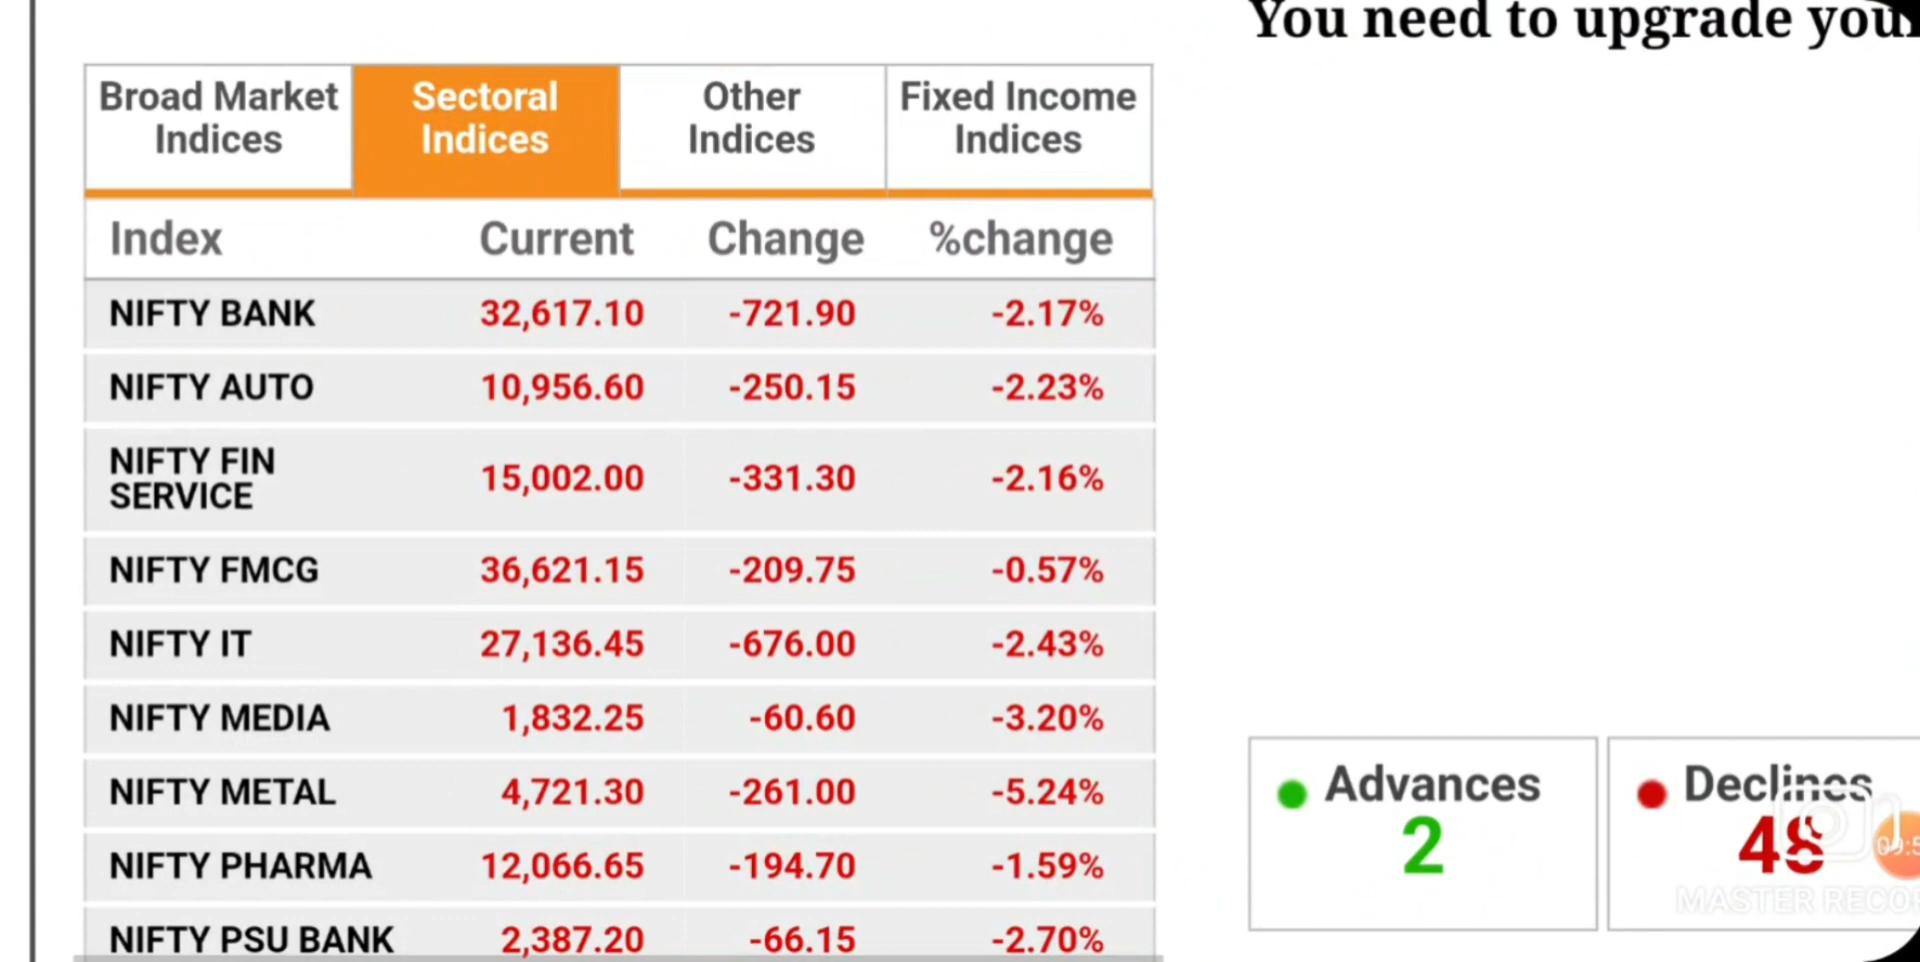 You need to upgrade your
Broad Market Indices
Sectoral Indices
Other Indices
Fixed Income Indices
Index Current Change %change
NIFTY BANK 32,617.10 -721.90 -2.17%
NIFTY AUTO 10,956.60 -250.15 -2.23%
NIFTY FIN SERVICE 15,002.00 -331.30 -2.16%
NIFTY FMCG 36,621.15 -209.75 -0.57%
NIFTY IT 27,136.45 -676.00 -2.43%
NIFTY MEDIA 1,832.25 -60.60 -3.20%
NIFTY METAL 4,721.30 -261.00 -5.24%
NIFTY PHARMA 12,066.65 -194.70 -1.59%
NIFTY PSU BANK 2,387.20 -66.15 -2.70%
Advances
2
Declines
48
MASTER RECO